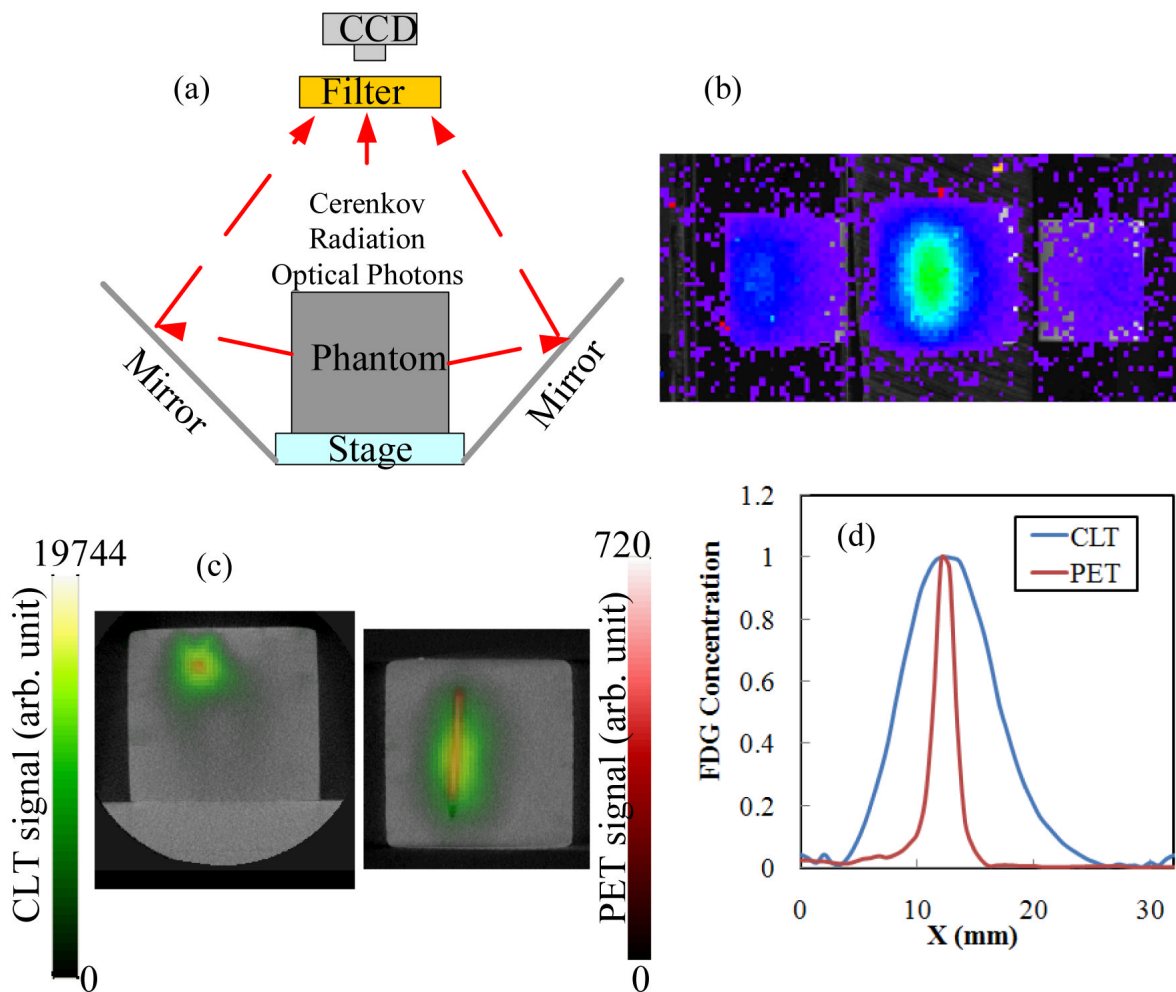 CCD
(a)
Filter
Cerenkov
Radiation
Optical Photons
Phantom
Mirror
Mirror
Stage
(b)
19744
(c)
CLT signal (arb. unit)
0
720
PET signal (arb. unit)
0
(d)
CLT
PET
1.2
1
0.8
0.6
0.4
0.2
0
FDG Concentration
0
10
20
30
X (mm)